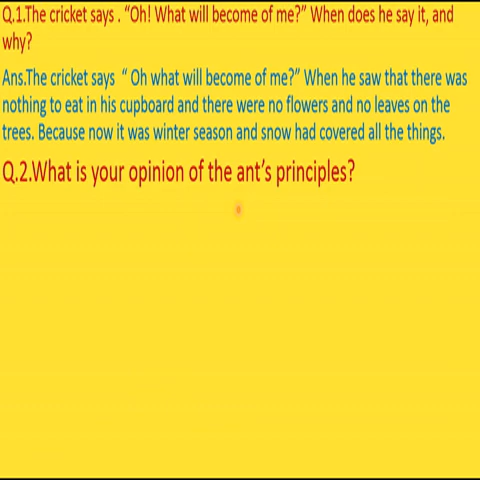 Q.1.The cricket says . “Oh! What will become of me?” When does he say it, and
why?
Ans.The cricket says “ Oh what will become of me?” When he saw that there was
nothing to eat in his cupboard and there were no flowers and no leaves on the
trees. Because now it was winter season and snow had covered all the things.
Q.2.What is your opinion of the ant’s principles?